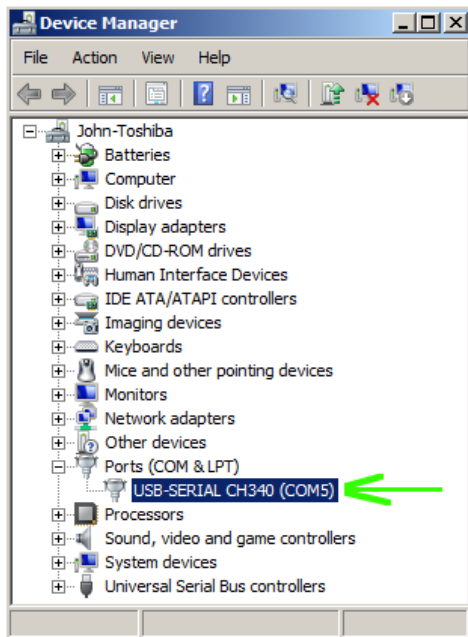 Device Manager
File Action View Help
John-Toshiba
Batteries
Computer
Disk drives
Display adapters
DVD/CD-ROM drives
Human Interface Devices
IDE ATA/ATAPI controllers
Imaging devices
Keyboards
Mice and other pointing devices
Monitors
Network adapters
Other devices
Ports (COM & LPT)
USB-SERIAL CH340 (COM5)
Processors
Sound, video and game controllers
System devices
Universal Serial Bus controllers